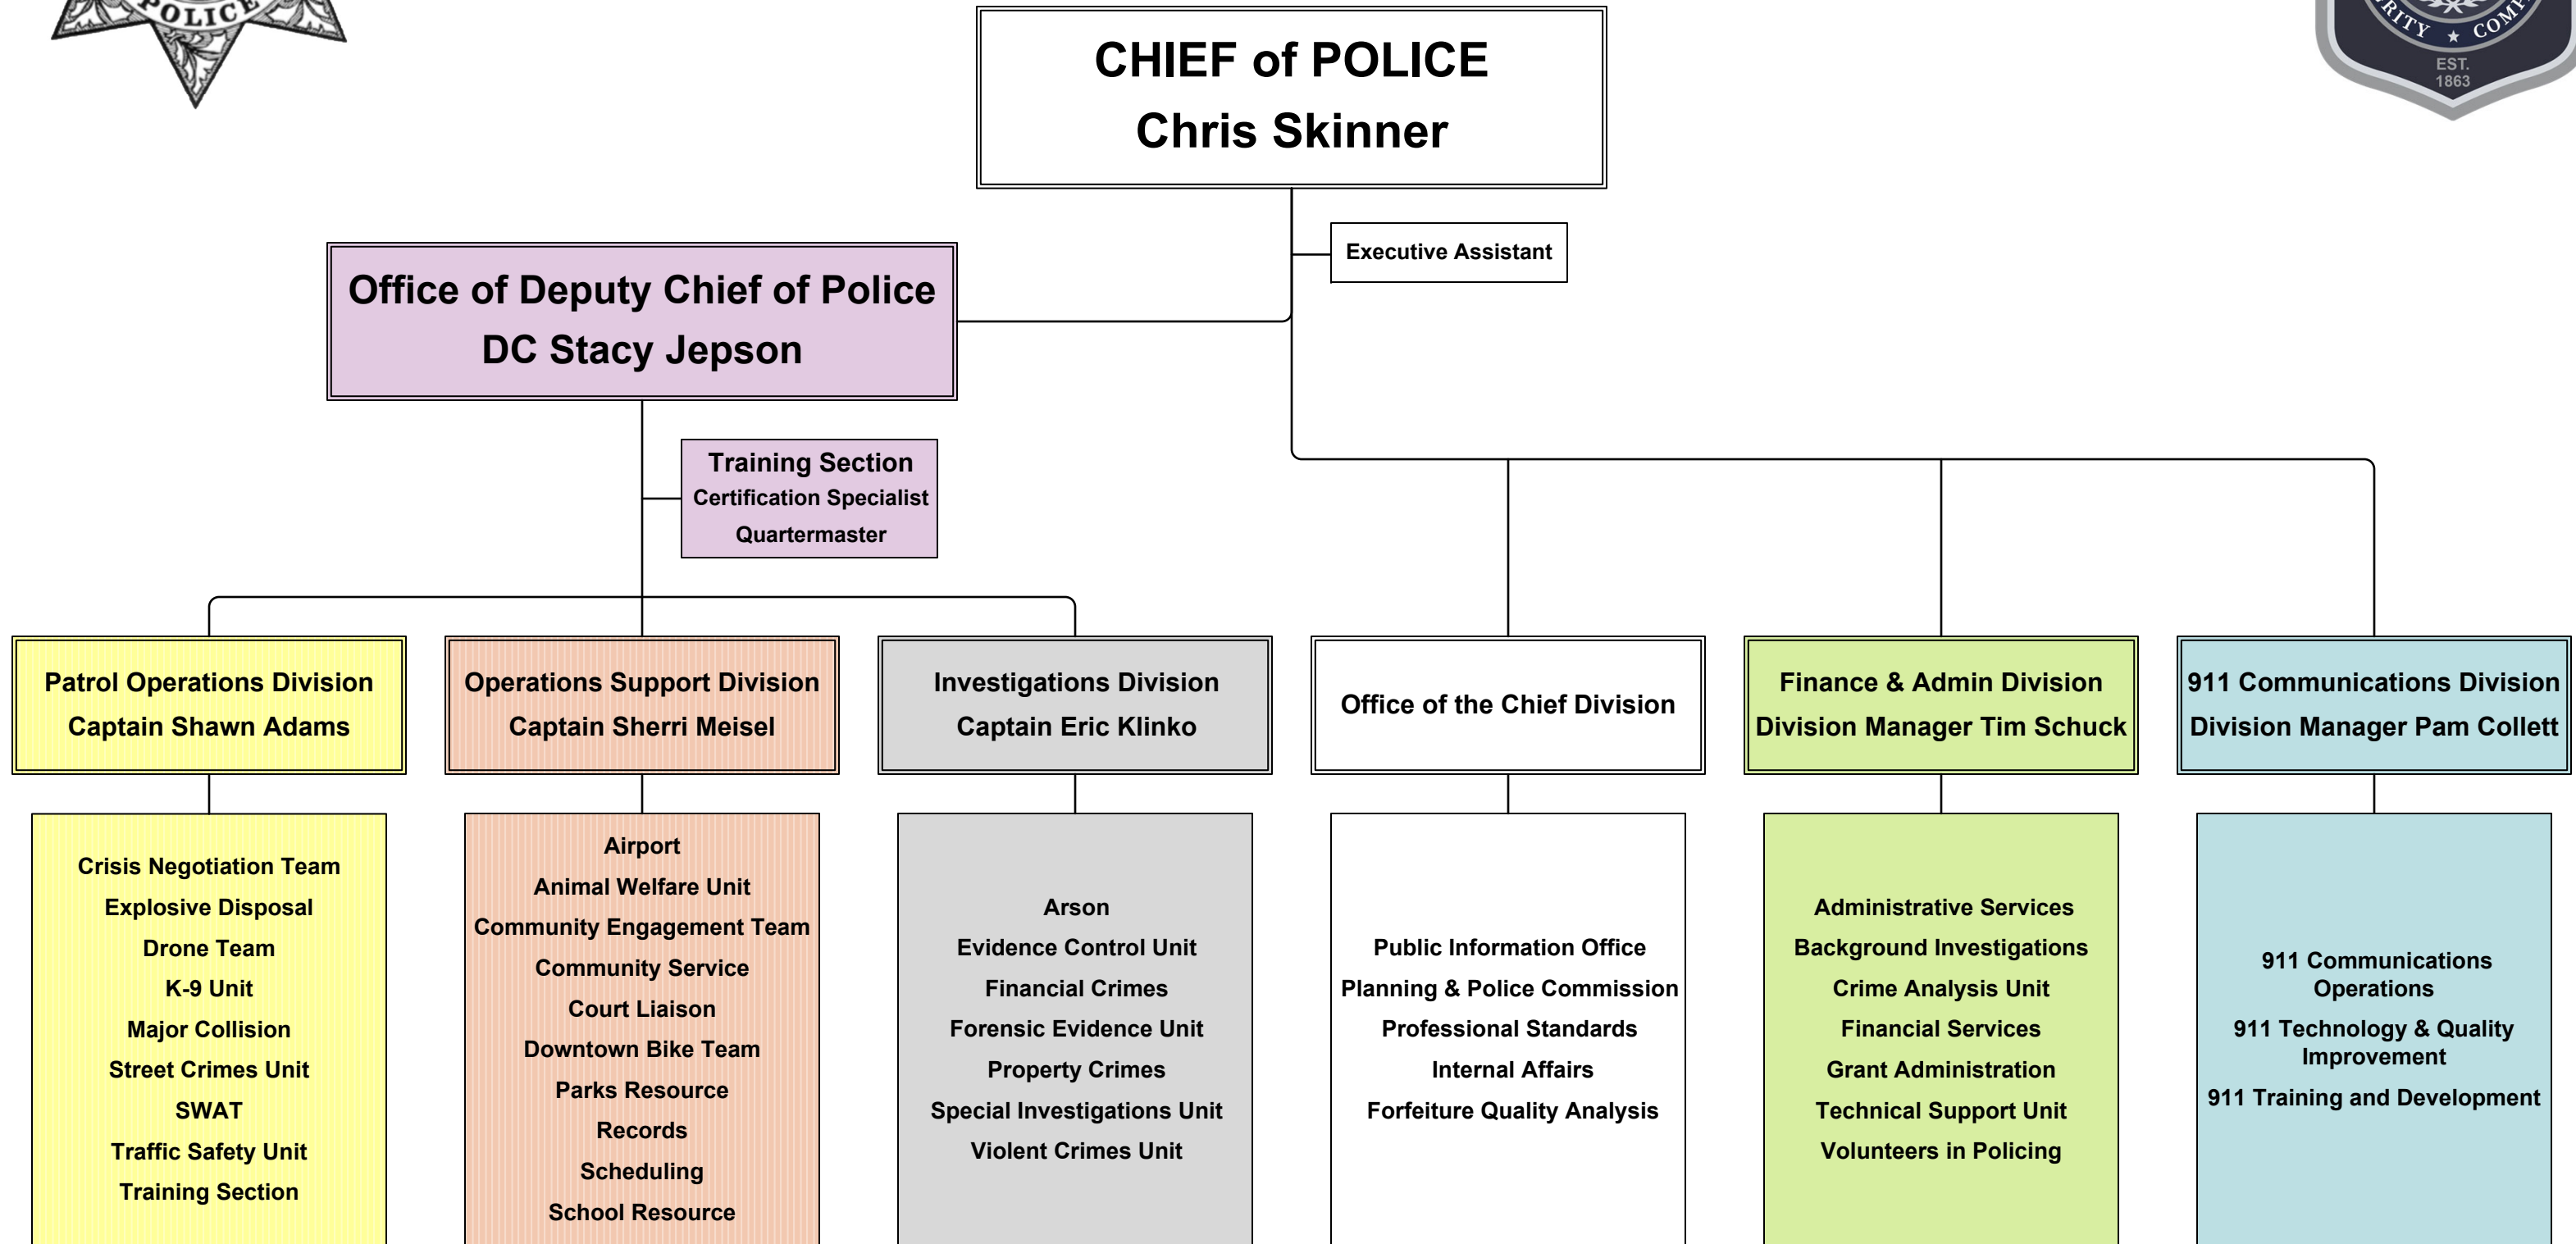 POLICE
RITY ★ COMP
EST.
1863
CHIEF of POLICE
Chris Skinner
Executive Assistant
Office of Deputy Chief of Police
DC Stacy Jepson
Training Section
Certification Specialist
Quartermaster
Patrol Operations Division
Captain Shawn Adams
Crisis Negotiation Team
Explosive Disposal
Drone Team
K-9 Unit
Major Collision
Street Crimes Unit
SWAT
Traffic Safety Unit
Training Section
Operations Support Division
Captain Sherri Meisel
Airport
Animal Welfare Unit
Community Engagement Team
Community Service
Court Liaison
Downtown Bike Team
Parks Resource
Records
Scheduling
School Resource
Investigations Division
Captain Eric Klinko
Arson
Evidence Control Unit
Financial Crimes
Forensic Evidence Unit
Property Crimes
Special Investigations Unit
Violent Crimes Unit
Office of the Chief Division
Public Information Office
Planning & Police Commission
Professional Standards
Internal Affairs
Forfeiture Quality Analysis
Finance & Admin Division
Division Manager Tim Schuck
Administrative Services
Background Investigations
Crime Analysis Unit
Financial Services
Grant Administration
Technical Support Unit
Volunteers in Policing
911 Communications Division
Division Manager Pam Collett
911 Communications
Operations
911 Technology & Quality
Improvement
911 Training and Development